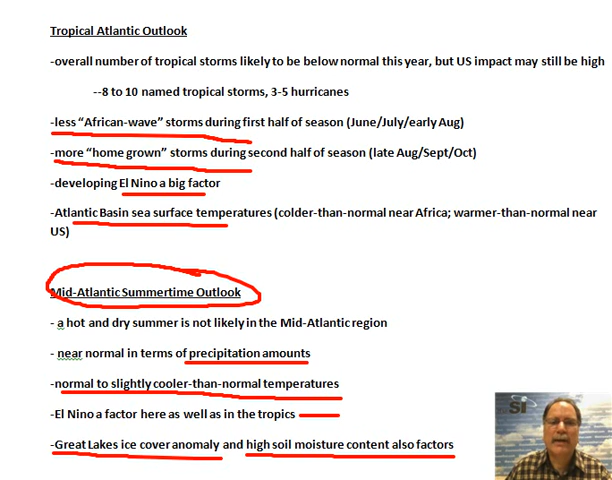 Tropical Atlantic Outlook
-overall number of tropical storms likely to be below normal this year, but US impact may still be high
--8 to 10 named tropical storms, 3-5 hurricanes
-less “African-wave” storms during first half of season (June/July/early Aug)
-more “home grown” storms during second half of season (late Aug/Sept/Oct)
-developing El Nino a big factor
-Atlantic Basin sea surface temperatures (colder-than-normal near Africa; warmer-than-normal near
US)
Mid-Atlantic Summertime Outlook
- a hot and dry summer is not likely in the Mid-Atlantic region
- near normal in terms of precipitation amounts
-normal to slightly cooler-than-normal temperatures
-El Nino a factor here as well as in the tropics
-Great Lakes ice cover anomaly and high soil moisture content also factors
SI